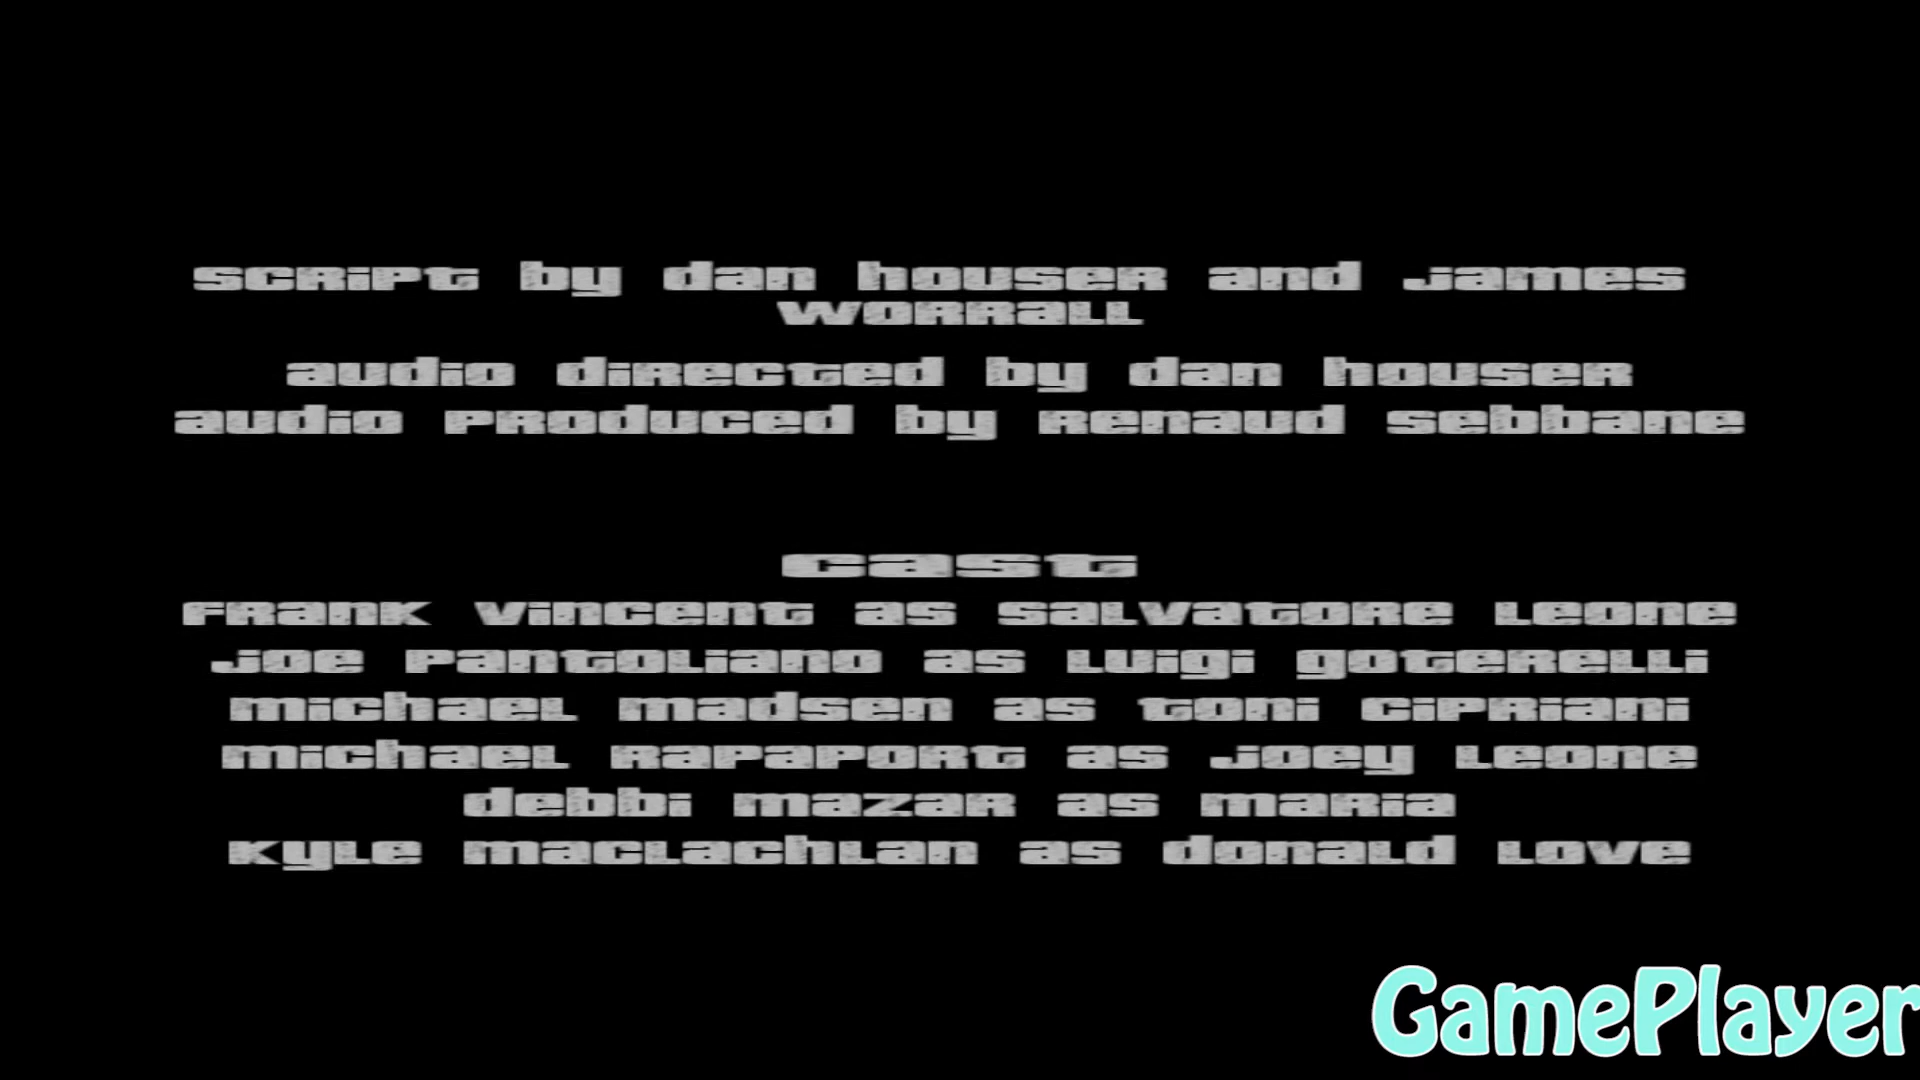 script by dan houser and james
worrall
audio directed by dan houser
audio produced by renaud sebbane
cast
frank vincent as salvatore leone
joe pantoliano as luigi goterelli
michael madsen as toni cipriani
michael rapaport as joey leone
debbi mazar as maria
kyle maclachlan as donald love
GamePlayer